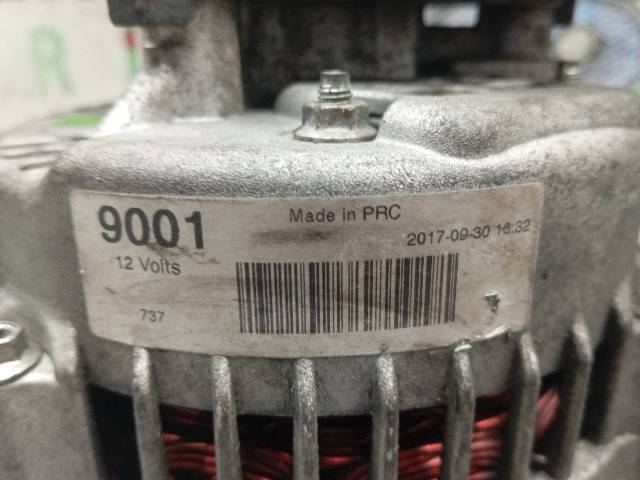 R
9001
Made in PRC
2017-09-30 16:32
12 Volts
737